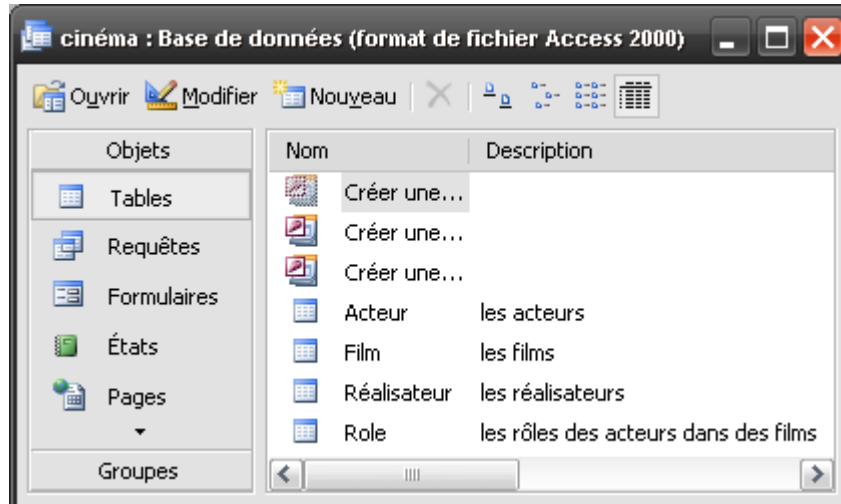 cinéma : Base de données (format de fichier Access 2000)
Ouvrir Modifier Nouveau
Objets
Tables
Requêtes
Formulaires
États
Pages
Groupes
Nom Description
Créer une...
Créer une...
Créer une...
Acteur les acteurs
Film les films
Réalisateur les réalisateurs
Role les rôles des acteurs dans des films